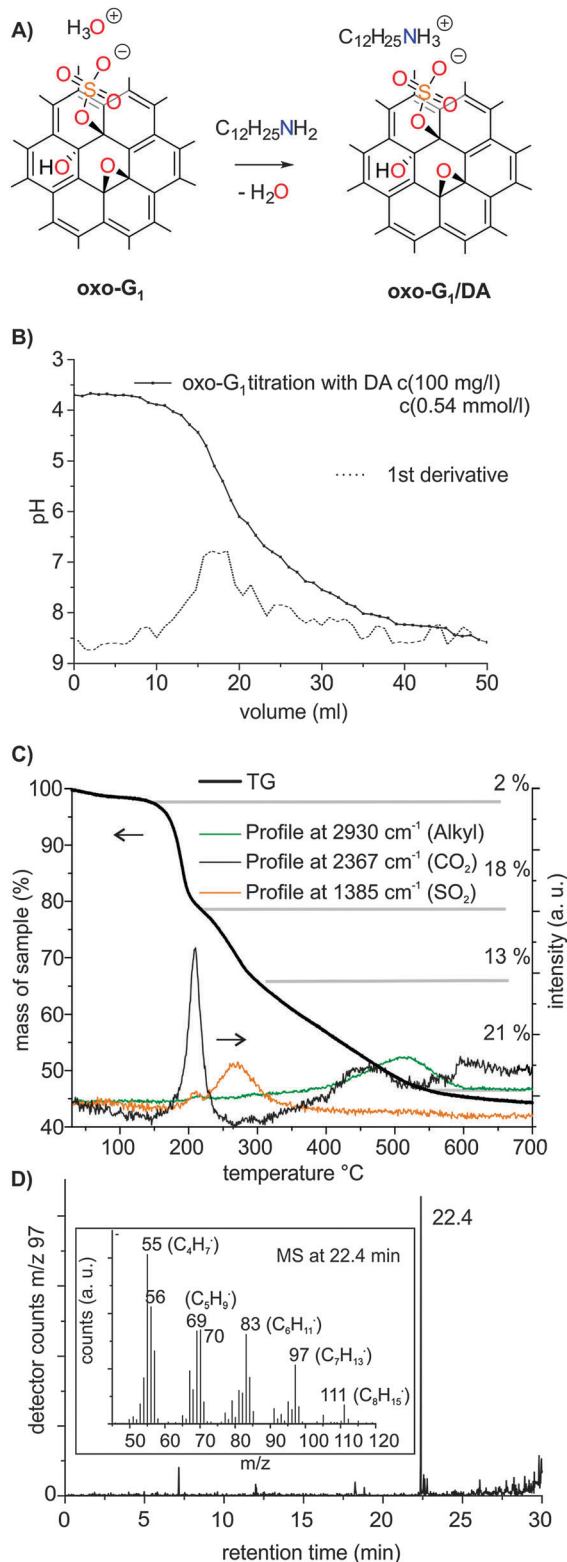 A)
H₃O⊕
O ⊖
O S O
O
HO O
oxo-G₁
C₁₂H₂₅NH₂
- H₂O
C₁₂H₂₅NH₃⊕
O ⊖
O S O
O
HO O
oxo-G₁/DA
B)
oxo-G₁ titration with DA c(100 mg/l)
c(0.54 mmol/l)
1st derivative
pH
3
4
5
6
7
8
9
0 10 20 30 40 50
volume (ml)
C)
TG
Profile at 2930 cm⁻¹ (Alkyl)
Profile at 2367 cm⁻¹ (CO₂)
Profile at 1385 cm⁻¹ (SO₂)
2 %
18 %
13 %
21 %
mass of sample (%)
100
90
80
70
60
50
40
intensity (a. u.)
100 200 300 400 500 600 700
temperature °C
D)
22.4
MS at 22.4 min
55 (C₄H₇·)
56
(C₅H₉·)
69
70
83 (C₆H₁₁·)
97 (C₇H₁₃·)
111 (C₈H₁₅·)
counts (a. u.)
50 60 70 80 90 100 110 120
m/z
detector counts m/z 97
0
0 5 10 15 20 25 30
retention time (min)